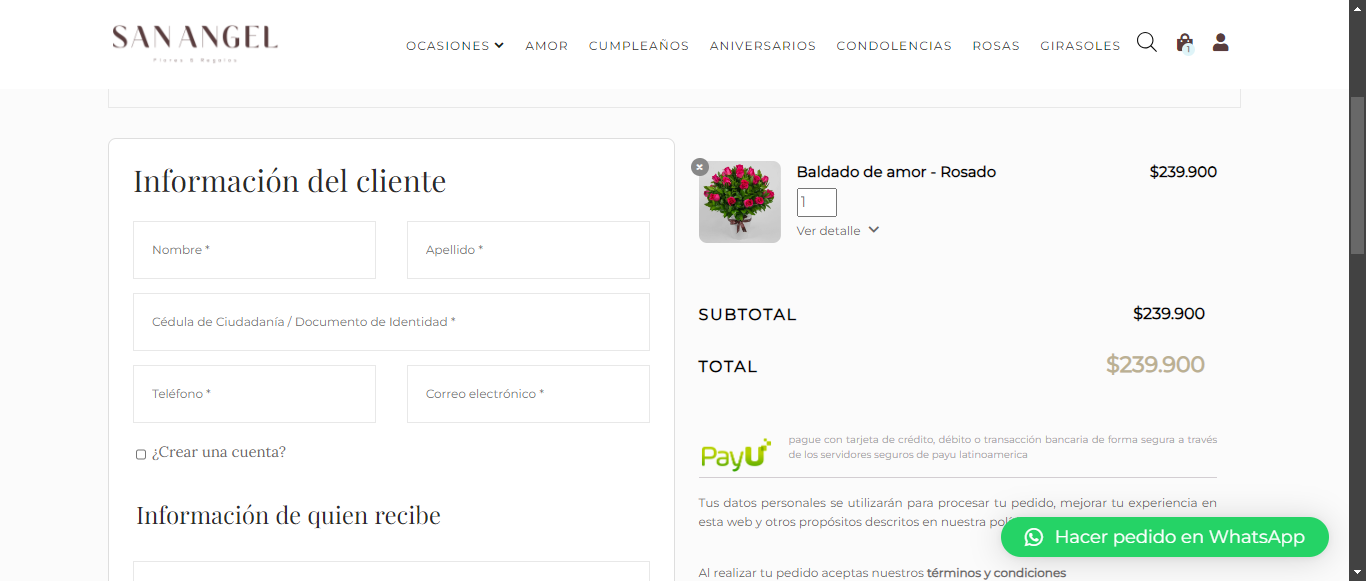 SAN ANGEL
Flores & Regalos
OCASIONES AMOR CUMPLEAÑOS ANIVERSARIOS CONDOLENCIAS ROSAS GIRASOLES
1
Información del cliente
Nombre *
Apellido *
Cédula de Ciudadanía / Documento de Identidad *
Teléfono *
Correo electrónico *
¿Crear una cuenta?
Información de quien recibe
Baldado de amor - Rosado $239.900
1
Ver detalle
SUBTOTAL $239.900
TOTAL $239.900
PayU
pague con tarjeta de crédito, débito o transacción bancaria de forma segura a través
de los servidores seguros de payu latinoamerica
Tus datos personales se utilizarán para procesar tu pedido, mejorar tu experiencia en
esta web y otros propósitos descritos en nuestra
Hacer pedido en WhatsApp
Al realizar tu pedido aceptas nuestros términos y condiciones